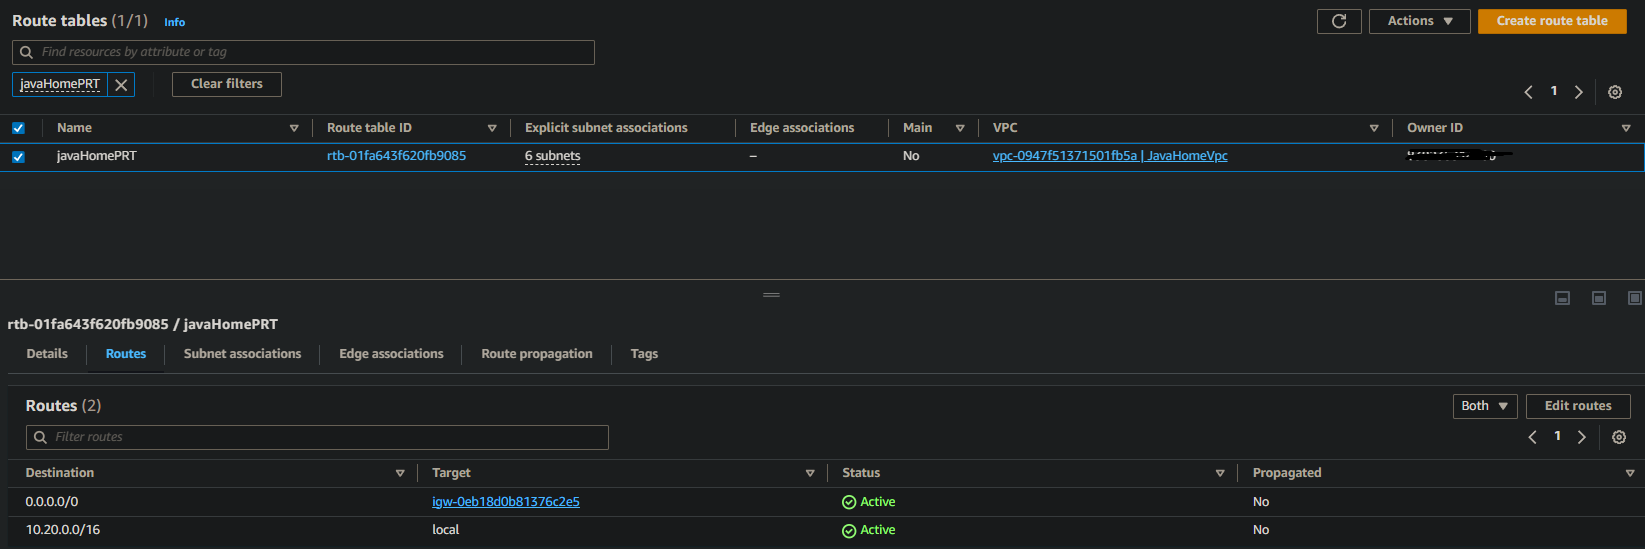 Route tables (1/1) Info
Actions
Create route table
Find resources by attribute or tag
javaHomePRT
Clear filters
1
Name Route table ID Explicit subnet associations Edge associations Main VPC Owner ID
javaHomePRT rtb-01fa643f620fb9085 6 subnets – No vpc-0947f51371501fb5a | JavaHomeVpc
rtb-01fa643f620fb9085 / javaHomePRT
Details Routes Subnet associations Edge associations Route propagation Tags
Routes (2)
Both
Edit routes
Filter routes
1
Destination Target Status Propagated
0.0.0.0/0 igw-0eb18d0b81376c2e5 Active No
10.20.0.0/16 local Active No